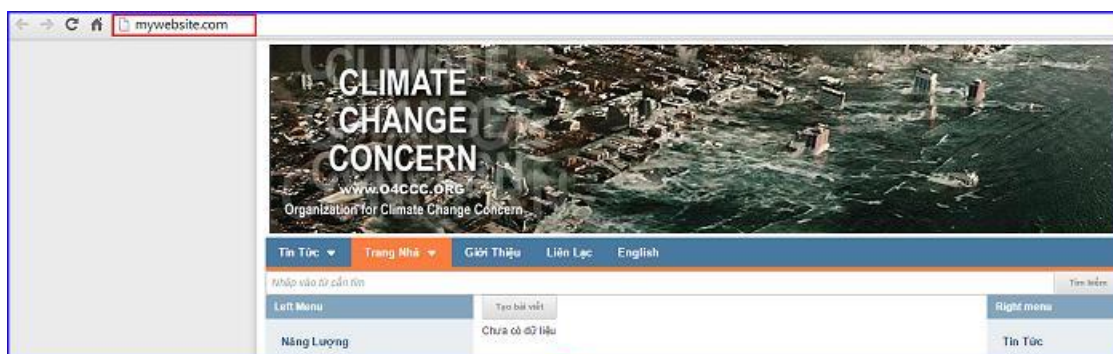 mywebsite.com
CLIMATE
CHANGE
CONCERN
www.O4CCC.ORG
Organization for Climate Change Concern
Tin Tức Trang Nhà Giới Thiệu Liên Lạc English
Nhập vào từ cần tìm Tìm kiếm
Left Menu Tạo bài viết Right menu
Chưa có dữ liệu
Năng Lượng Tin Tức